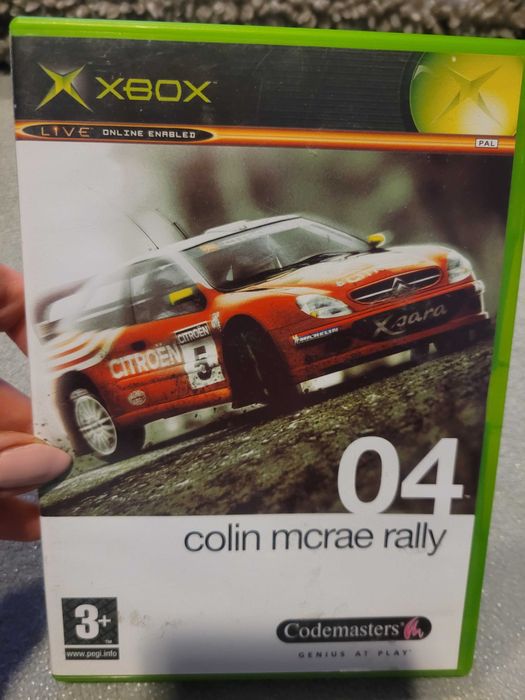 XBOX
LIVE ONLINE ENABLED
PAL
CITROËN
CITROËN
5
MICHELIN
Xsara
04
colin mcrae rally
3+
www.pegi.info
Codemasters
GENIUS AT PLAY